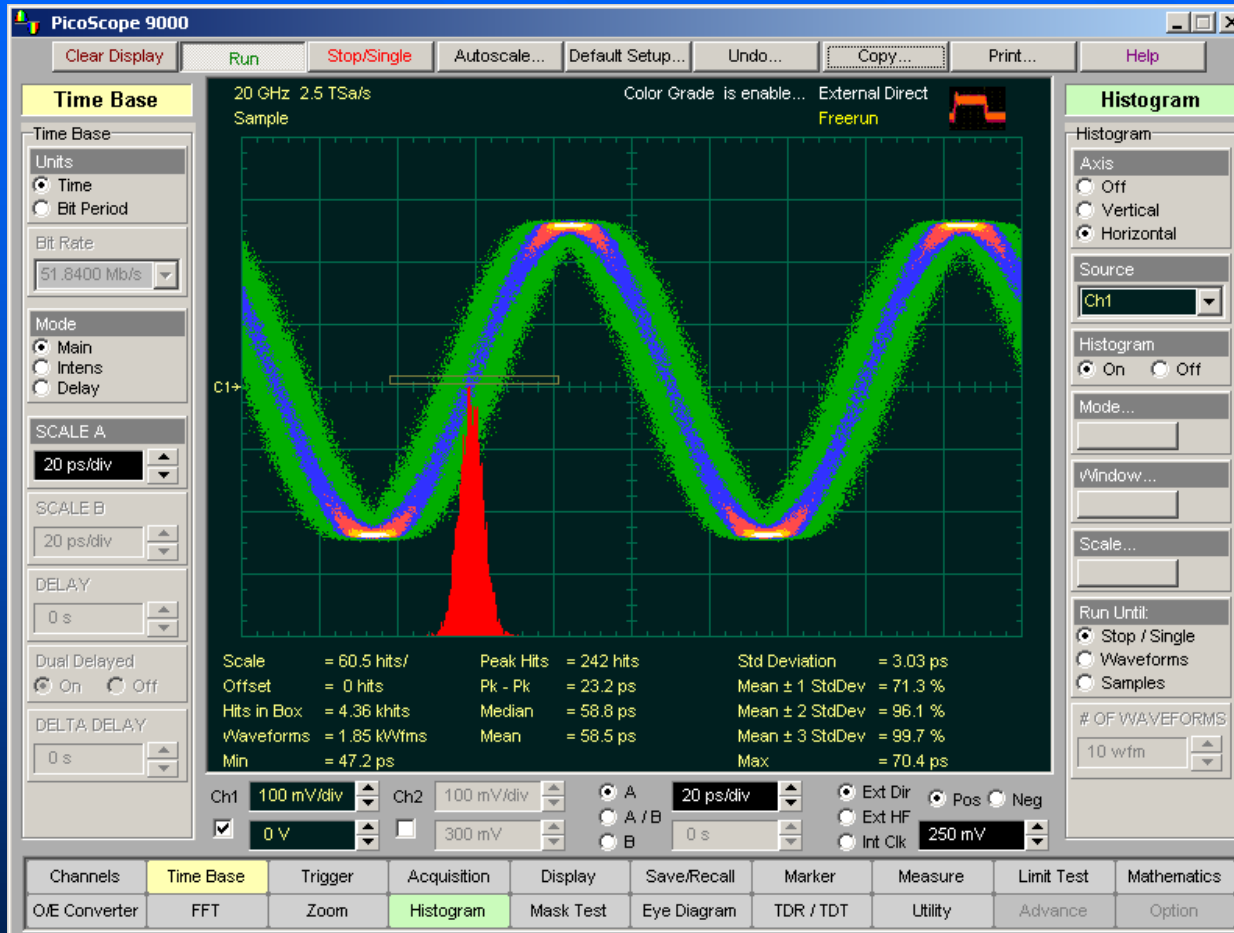 PicoScope 9000
Clear Display Run Stop/Single Autoscale... Default Setup... Undo... Copy... Print... Help
Time Base
Time Base
Units
Time
Bit Period
Bit Rate
51.8400 Mb/s
Mode
Main
Intens
Delay
SCALE A
20 ps/div
SCALE B
20 ps/div
DELAY
0 s
Dual Delayed
On Off
DELTA DELAY
0 s
20 GHz 2.5 TSa/s Color Grade is enable... External Direct
Sample Freerun
C1
Scale = 60.5 hits/ Peak Hits = 242 hits Std Deviation = 3.03 ps
Offset = 0 hits Pk - Pk = 23.2 ps Mean ± 1 StdDev = 71.3 %
Hits in Box = 4.36 khits Median = 58.8 ps Mean ± 2 StdDev = 96.1 %
Waveforms = 1.85 kWfms Mean = 58.5 ps Mean ± 3 StdDev = 99.7 %
Min = 47.2 ps Max = 70.4 ps
Histogram
Histogram
Axis
Off
Vertical
Horizontal
Source
Ch1
Histogram
On Off
Mode...
Window...
Scale...
Run Until:
Stop / Single
Waveforms
Samples
# OF WAVEFORMS
10 wfm
Ch1 100 mV/div Ch2 100 mV/div A 20 ps/div Ext Dir Pos Neg
A / B Ext HF
0 V 300 mV B 0 s Int Clk 250 mV
Channels Time Base Trigger Acquisition Display Save/Recall Marker Measure Limit Test Mathematics
O/E Converter FFT Zoom Histogram Mask Test Eye Diagram TDR / TDT Utility Advance Option